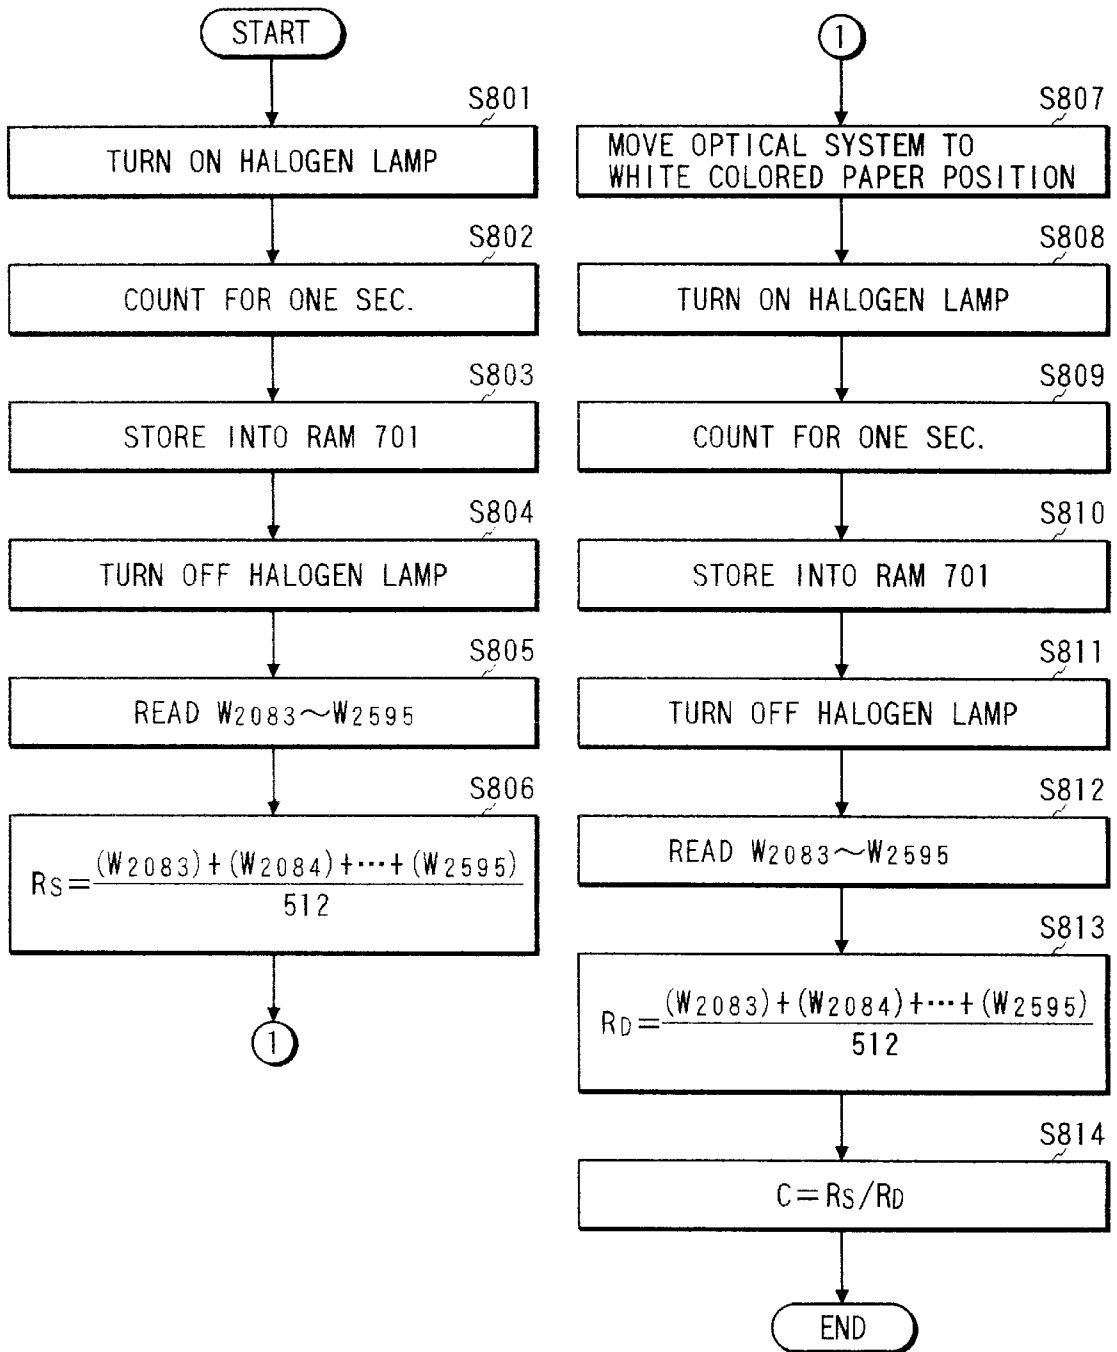 START
S801
TURN ON HALOGEN LAMP
S802
COUNT FOR ONE SEC.
S803
STORE INTO RAM 701
S804
TURN OFF HALOGEN LAMP
S805
READ W2083～W2595
S806
RS=(W2083)+(W2084)+···+(W2595)
512
1
1
S807
MOVE OPTICAL SYSTEM TO
WHITE COLORED PAPER POSITION
S808
TURN ON HALOGEN LAMP
S809
COUNT FOR ONE SEC.
S810
STORE INTO RAM 701
S811
TURN OFF HALOGEN LAMP
S812
READ W2083～W2595
S813
RD=(W2083)+(W2084)+···+(W2595)
512
S814
C=RS/RD
END